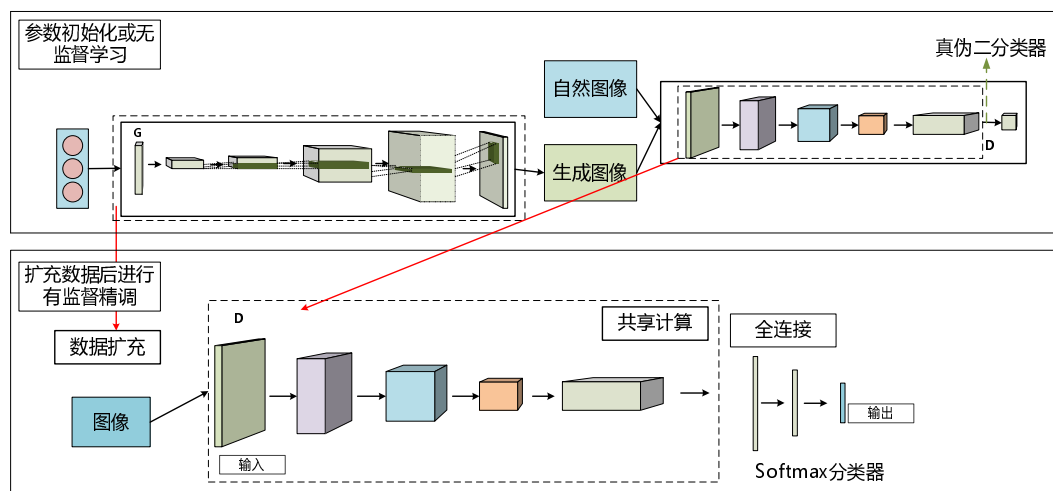 参数初始化或无
监督学习
真伪二分类器
自然图像
G
D
生成图像
扩充数据后进行
有监督精调
数据扩充
D
共享计算
全连接
图像
输出
输入
Softmax分类器